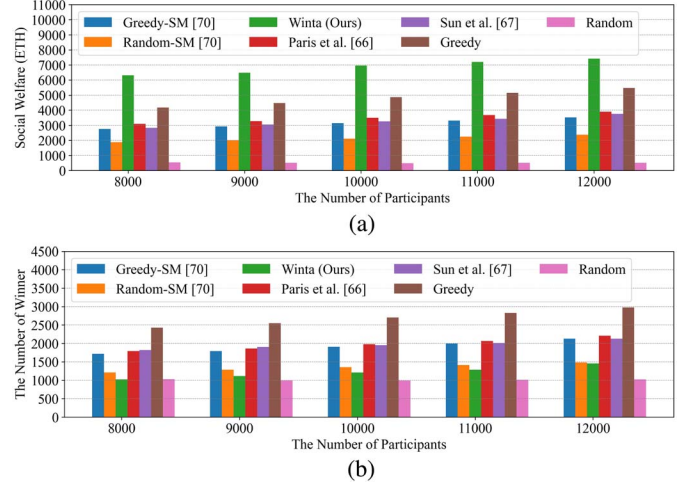 11000
10000
9000
8000
7000
6000
5000
4000
3000
2000
1000
0
Social Welfare (ETH)
Greedy-SM [70] Winta (Ours) Sun et al. [67] Random
Random-SM [70] Paris et al. [66] Greedy
8000 9000 10000 11000 12000
The Number of Participants
(a)
4500
4000
3500
3000
2500
2000
1500
1000
500
0
The Number of Winner
Greedy-SM [70] Winta (Ours) Sun et al. [67] Random
Random-SM [70] Paris et al. [66] Greedy
8000 9000 10000 11000 12000
The Number of Participants
(b)